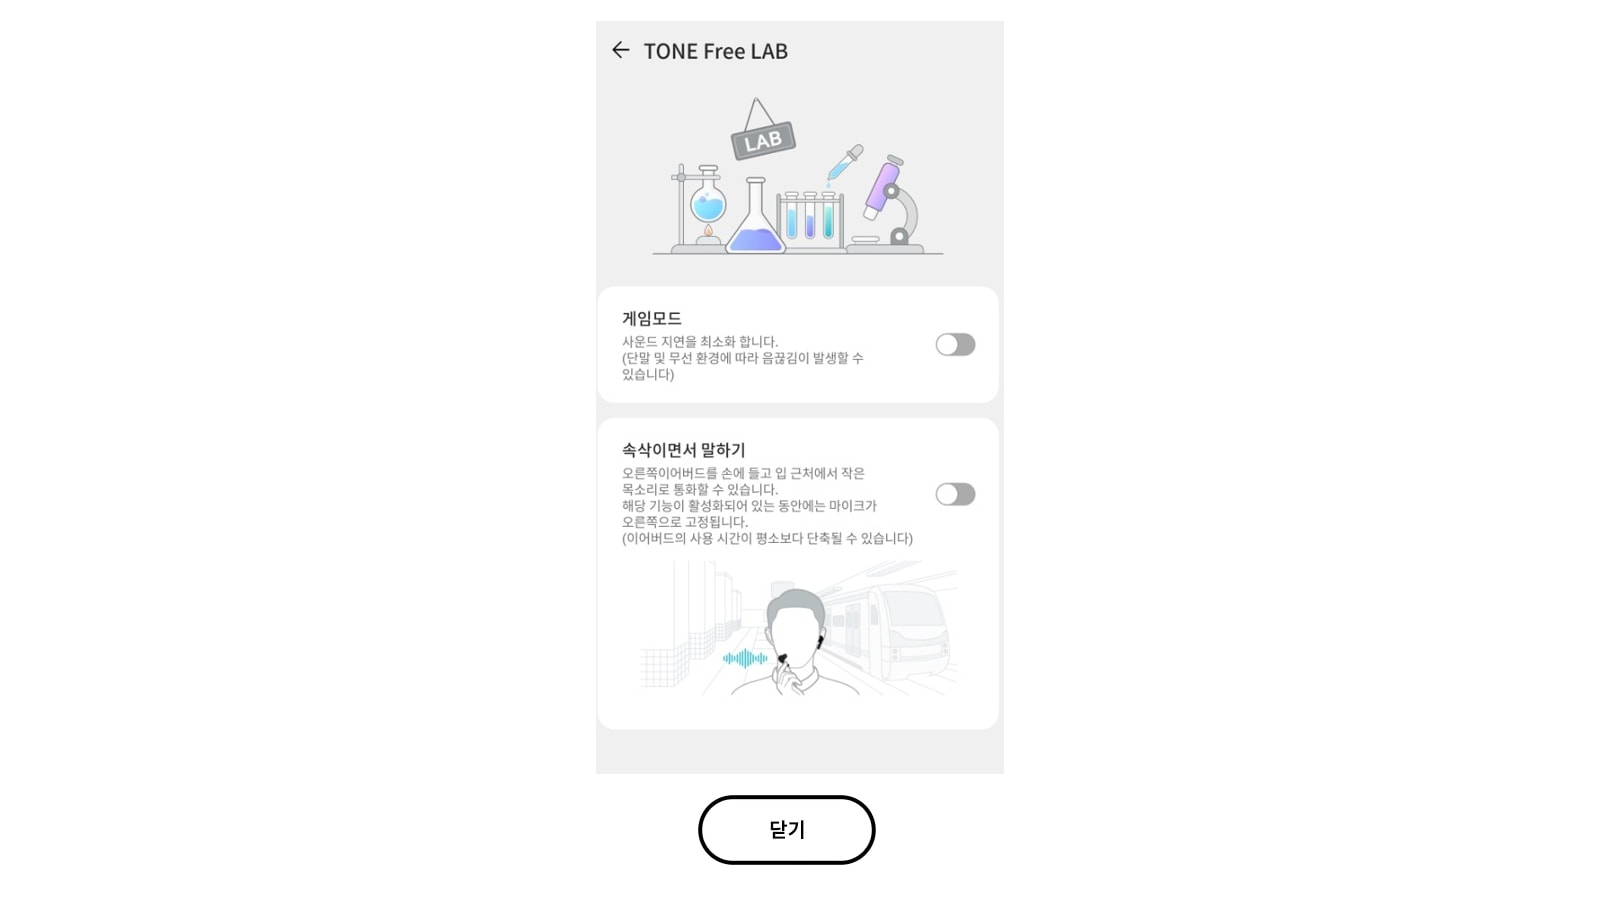 TONE Free LAB
LAB
게임모드
사운드 지연을 최소화 합니다.
(단말 및 무선 환경에 따라 음끊김이 발생할 수
있습니다)
속삭이면서 말하기
오른쪽이어버드를 손에 들고 입 근처에서 작은
목소리로 통화할 수 있습니다.
해당 기능이 활성화되어 있는 동안에는 마이크가
오른쪽으로 고정됩니다.
(이어버드의 사용 시간이 평소보다 단축될 수 있습니다)
닫기